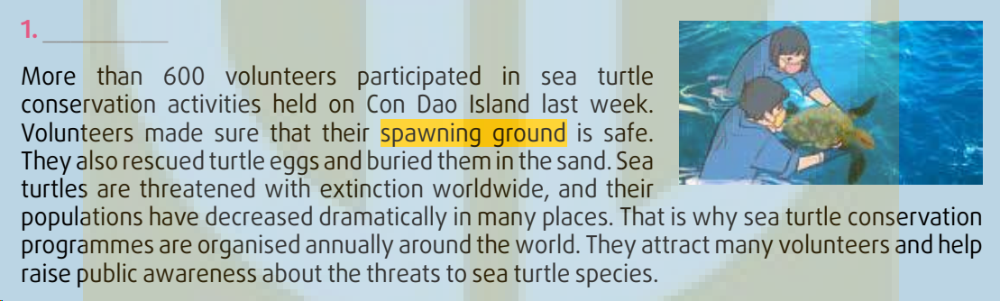 1. ____________
More than 600 volunteers participated in sea turtle
conservation activities held on Con Dao Island last week.
Volunteers made sure that their spawning ground is safe.
They also rescued turtle eggs and buried them in the sand. Sea
turtles are threatened with extinction worldwide, and their
populations have decreased dramatically in many places. That is why sea turtle conservation
programmes are organised annually around the world. They attract many volunteers and help
raise public awareness about the threats to sea turtle species.